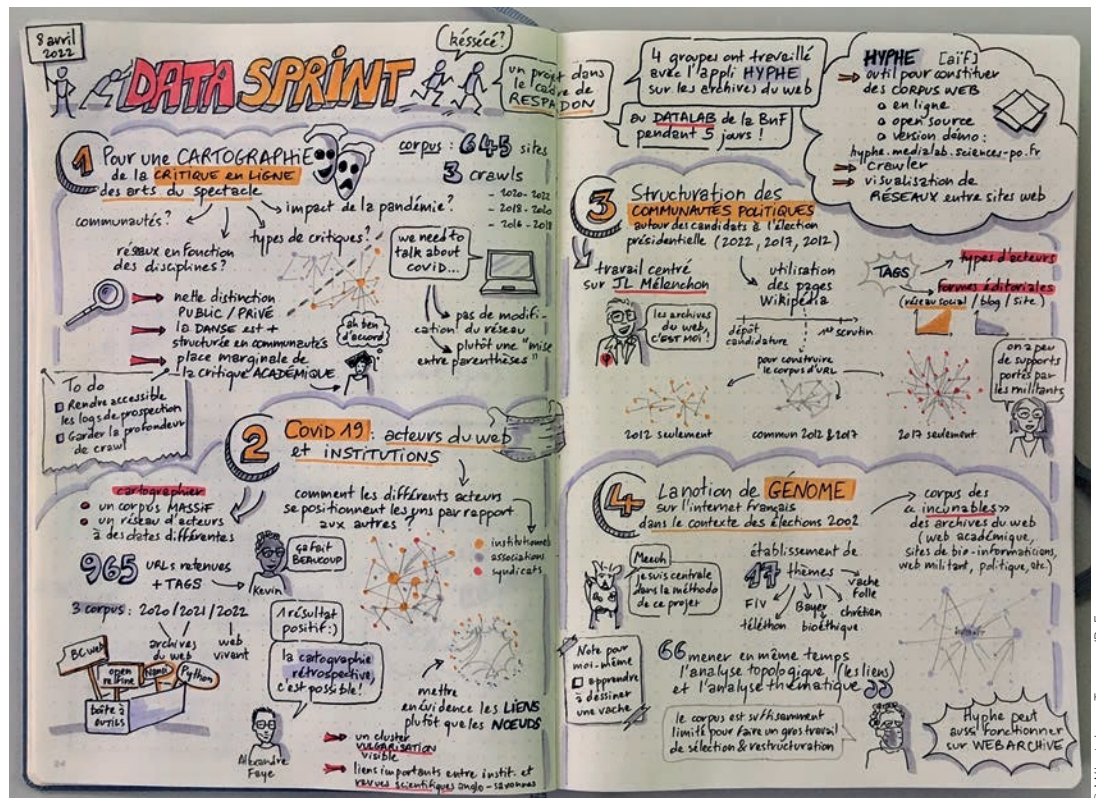 8 avril
2022
DATA SPRINT
késsécé?
un projet dans
le cadre de
RESPADON
1
Pour une CARTOGRAPHIE
de la CRITIQUE EN LIGNE
des arts du spectacle
corpus : 645 sites
3 crawls
- 2020-2022
- 2018-2020
- 2016-2018
communautés?
réseaux en fonction
des disciplines?
types de critiques?
impact de la pandémie?
we need to
talk about
covid...
nette distinction
PUBLIC / PRIVÉ
la DANSE est +
structurée en communautés
place marginale de
la critique ACADÉMIQUE
ah ben
d'accord
pas de modifi-
cation du réseau
plutôt une "mise
entre parenthèses"
To do
Rendre accessible
les logs de prospection
Garder la profondeur
de crawl
2
Covid 19 : acteurs du web
et INSTITUTIONS
cartographier
un corpus MASSIF
un réseau d'acteurs
à des dates différentes
965 URLs retenues
+ TAGS
Kevin
ça fait
BEAUCOUP
3 corpus : 2020/2021/2022
archives
du web
web
vivant
BC web
open
refine
Python
boîte à
outils
comment les différents acteurs
se positionnent les uns par rapport
aux autres ?
institutionnels
associations
syndicats
1 résultat
positif :)
la cartographie
rétrospective,
c'est possible !
Alexandre
Faye
mettre
en évidence les LIENS
plutôt que les NŒUDS
un cluster
VULGARISATION
visible
liens importants entre instit. et
revues scientifiques anglo-saxonnes
4 groupes ont travaillé
avec l'appli HYPHE
sur les archives du web
au DATALAB de la BnF
pendant 5 jours !
HYPHE [aïf]
outil pour constituer
des CORPUS WEB
en ligne
open source
version démo :
hyphe.medialab.sciences-po.fr
crawler
visualisation de
RÉSEAUX entre sites web
3
Structuration des
COMMUNAUTÉS POLITIQUES
autour des candidats à l'élection
présidentielle (2022, 2017, 2012)
travail centré
sur JL Mélenchon
les archives
du web,
C'EST MOI !
utilisation
des pages
Wikipédia
dépôt
candidature
1er scrutin
pour construire
le corpus d'URL
TAGS
types d'acteurs
formes éditoriales
(réseau social / blog / site)
on a peu
de supports
portés par
les militants
2012 seulement
commun 2012 & 2017
2017 seulement
4
La notion de GÉNOME
sur l'internet français
dans le contexte des élections 2002
corpus des
« incunables »
des archives du web
(web académique,
sites de bio-informaticiens,
web militant, politique, etc.)
Meeoh
je suis centrale
dans la méthodo
de ce projet
établissement de
17 thèmes
FIV
téléthon
Bayer
bioéthique
chrétien
vache
folle
Note pour
moi-même
apprendre
à dessiner
une vache
mener en même temps
l'analyse topologique (les liens)
et l'analyse thématique
le corpus est suffisamment
limité pour faire un gros travail
de sélection & restructuration
Hyphe peut
aussi fonctionner
sur WEBARCHIVE